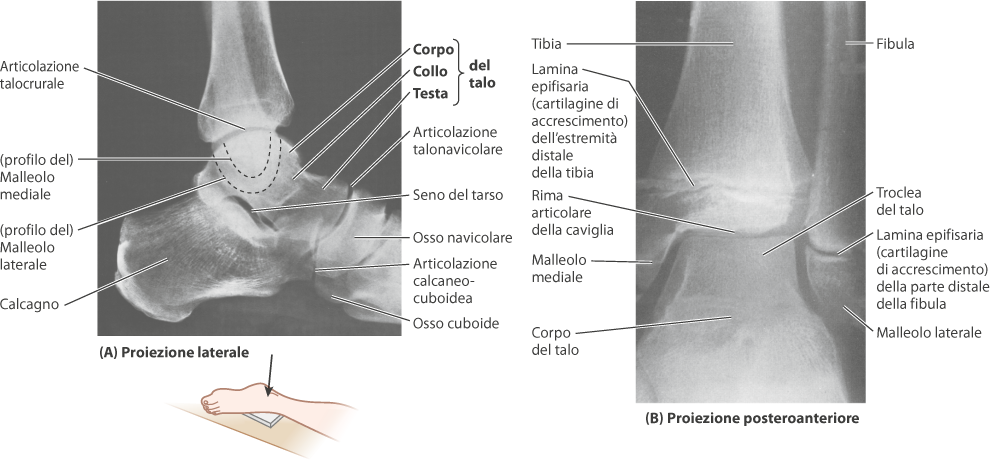 Articolazione
talocrurale
(profilo del)
Malleolo
mediale
(profilo del)
Malleolo
laterale
Calcagno
Corpo
Collo
Testa
del
talo
Articolazione
talonavicolare
Seno del tarso
Osso navicolare
Articolazione
calcaneo-
cuboidea
Osso cuboide
(A) Proiezione laterale
Tibia
Lamina
epifisaria
(cartilagine di
accrescimento)
dell’estremità
distale
della tibia
Rima
articolare
della caviglia
Malleolo
mediale
Corpo
del talo
Fibula
Troclea
del talo
Lamina epifisaria
(cartilagine
di accrescimento)
della parte distale
della fibula
Malleolo laterale
(B) Proiezione posteroanteriore